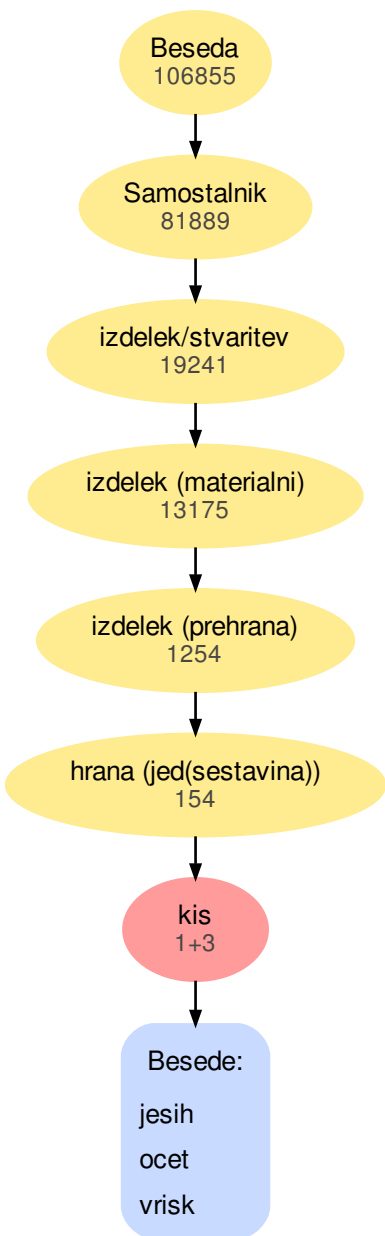 Beseda
106855
Samostalnik
81889
izdelek/stvaritev
19241
izdelek (materialni)
13175
izdelek (prehrana)
1254
hrana (jed(sestavina))
154
kis
1+3
Besede:
jesih
ocet
vrisk